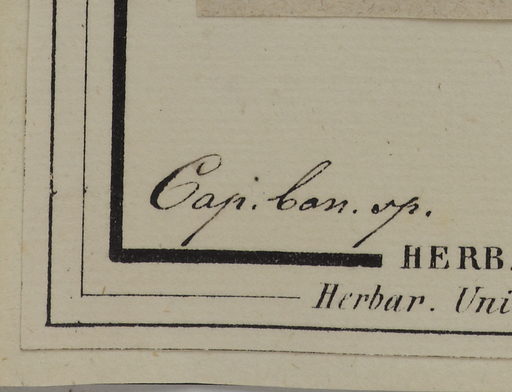 Cap. bon. sp.
HERB.
Herbar. Uni